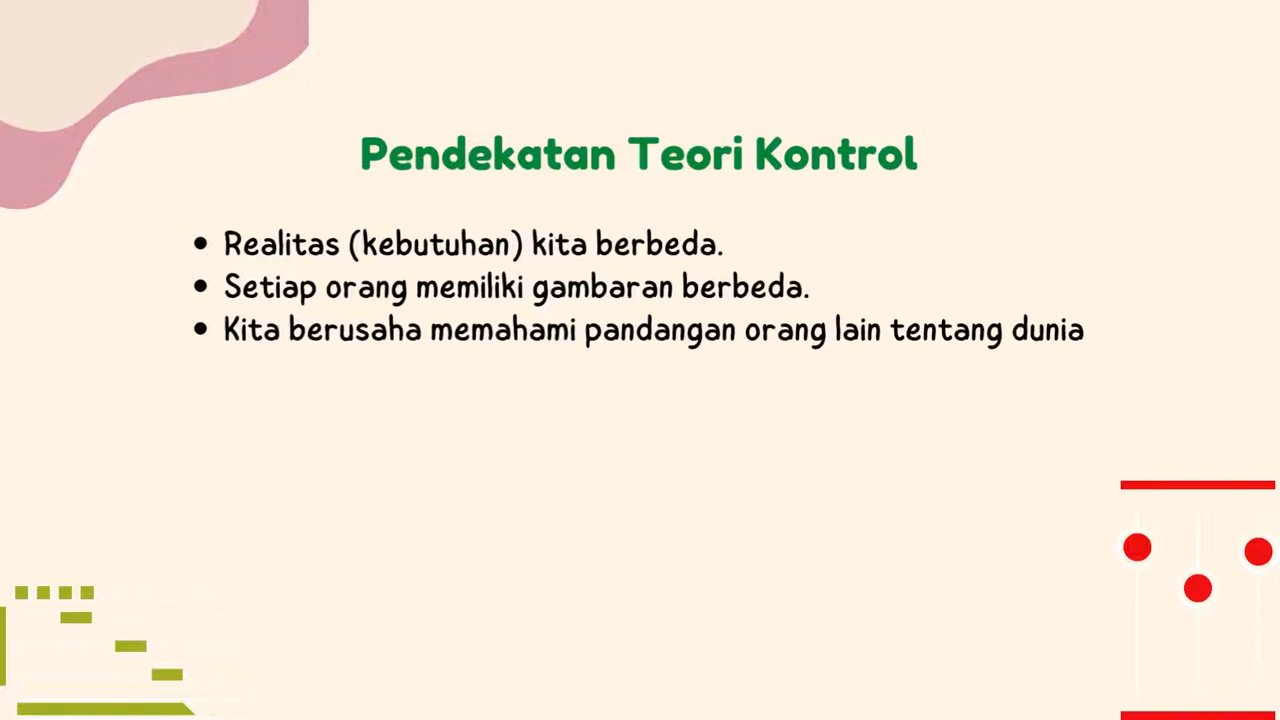 Pendekatan Teori Kontrol
• Realitas (kebutuhan) kita berbeda.
• Setiap orang memiliki gambaran berbeda.
• Kita berusaha memahami pandangan orang lain tentang dunia